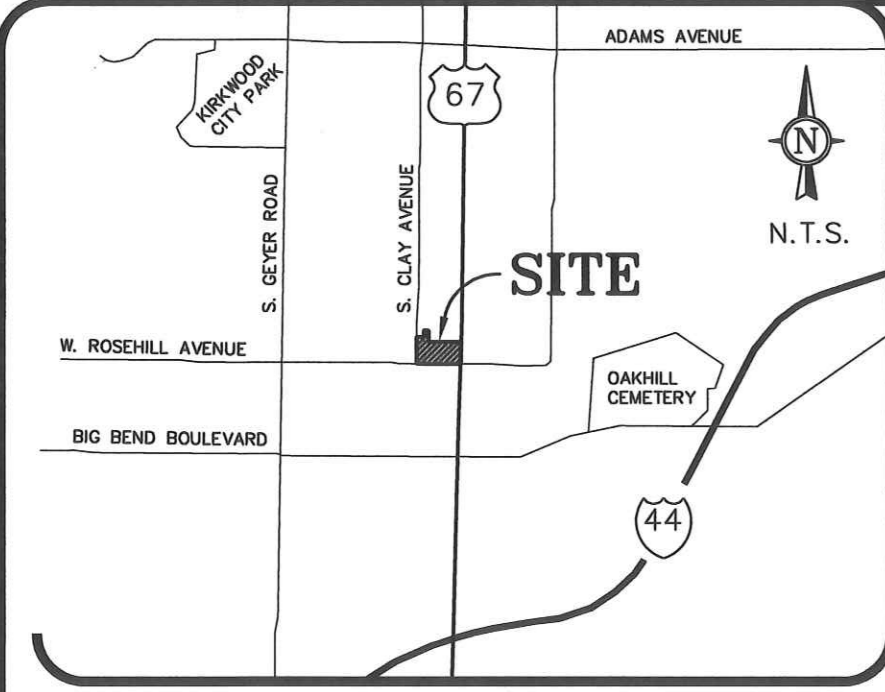 ADAMS AVENUE
KIRKWOOD
CITY PARK
67
N
N.T.S.
S. GEYER ROAD
S. CLAY AVENUE
SITE
W. ROSEHILL AVENUE
OAKHILL
CEMETERY
BIG BEND BOULEVARD
44